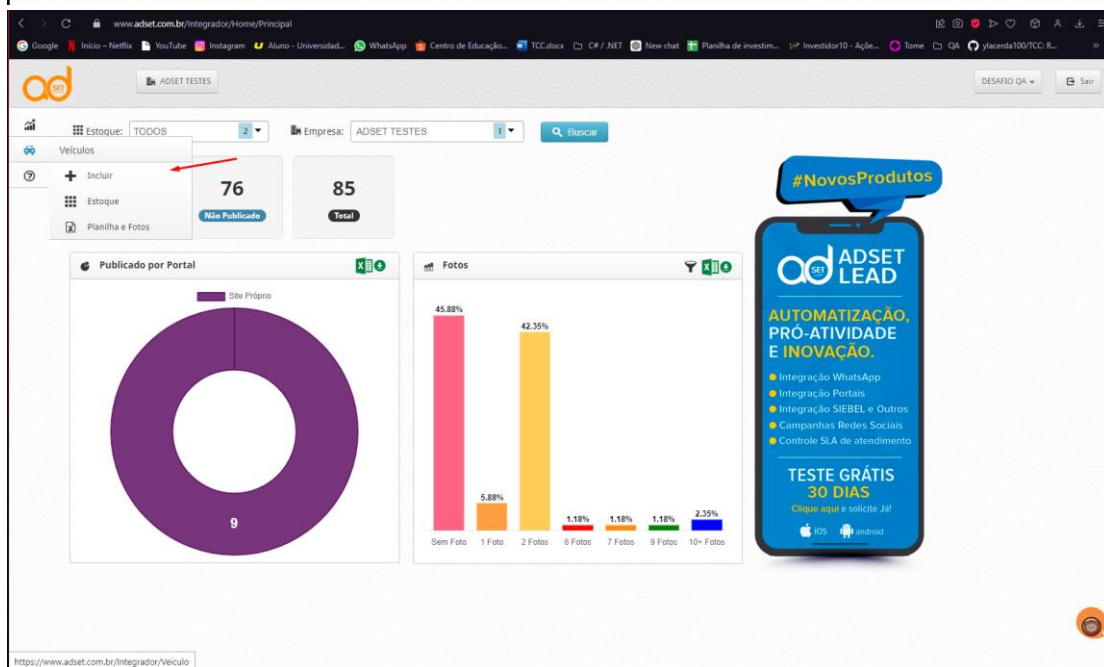 www.adset.com.br/Integrador/Home/Principal
Google Início – Netflix YouTube Instagram Aluno - Universidad... WhatsApp Centro de Educação... TCC.docx C# / .NET New chat Planilha de investim... Investidor10 - Açõe... Tome QA ylacerda100/TCC: R... »
ad SET
ADSET TESTES
DESAFIO QA
Sair
Estoque: TODOS 2
Empresa: ADSET TESTES 1
Buscar
Veículos
Incluir
Estoque
Planilha e Fotos
76
Não Publicado
85
Total
Publicado por Portal
Site Próprio
9
Fotos
45.88%
5.88%
42.35%
1.18%
1.18%
1.18%
2.35%
Sem Foto 1 Foto 2 Fotos 6 Fotos 7 Fotos 9 Fotos 10+ Fotos
#NovosProdutos
ad SET ADSET
LEAD
AUTOMATIZAÇÃO,
PRÓ-ATIVIDADE
E INOVAÇÃO.
Integração WhatsApp
Integração Portais
Integração SIEBEL e Outros
Campanhas Redes Sociais
Controle SLA de atendimento
TESTE GRÁTIS
30 DIAS
Clique aqui e solicite Já!
iOS android
https://www.adset.com.br/Integrador/Veiculo